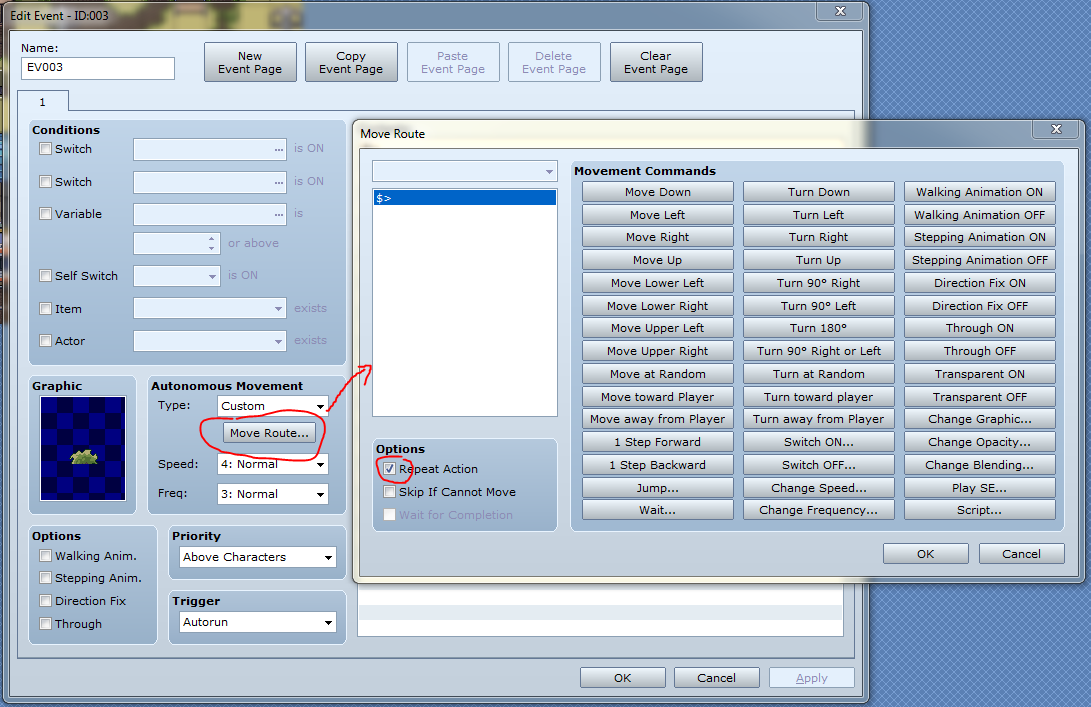 Edit Event - ID:003
Name:
EV003
New Event Page
Copy Event Page
Paste Event Page
Delete Event Page
Clear Event Page
1
Conditions
Switch ... is ON
Switch ... is ON
Variable ... is
or above
Self Switch is ON
Item exists
Actor exists
Graphic
Autonomous Movement
Type: Custom
Move Route...
Speed: 4: Normal
Freq: 3: Normal
Options
Walking Anim.
Stepping Anim.
Direction Fix
Through
Priority
Above Characters
Trigger
Autorun
OK Cancel Apply
Move Route
$>
Options
Repeat Action
Skip If Cannot Move
Wait for Completion
Movement Commands
Move Down Turn Down Walking Animation ON
Move Left Turn Left Walking Animation OFF
Move Right Turn Right Stepping Animation ON
Move Up Turn Up Stepping Animation OFF
Move Lower Left Turn 90° Right Direction Fix ON
Move Lower Right Turn 90° Left Direction Fix OFF
Move Upper Left Turn 180° Through ON
Move Upper Right Turn 90° Right or Left Through OFF
Move at Random Turn at Random Transparent ON
Move toward Player Turn toward player Transparent OFF
Move away from Player Turn away from Player Change Graphic...
1 Step Forward Switch ON... Change Opacity...
1 Step Backward Switch OFF... Change Blending...
Jump... Change Speed... Play SE...
Wait... Change Frequency... Script...
OK Cancel